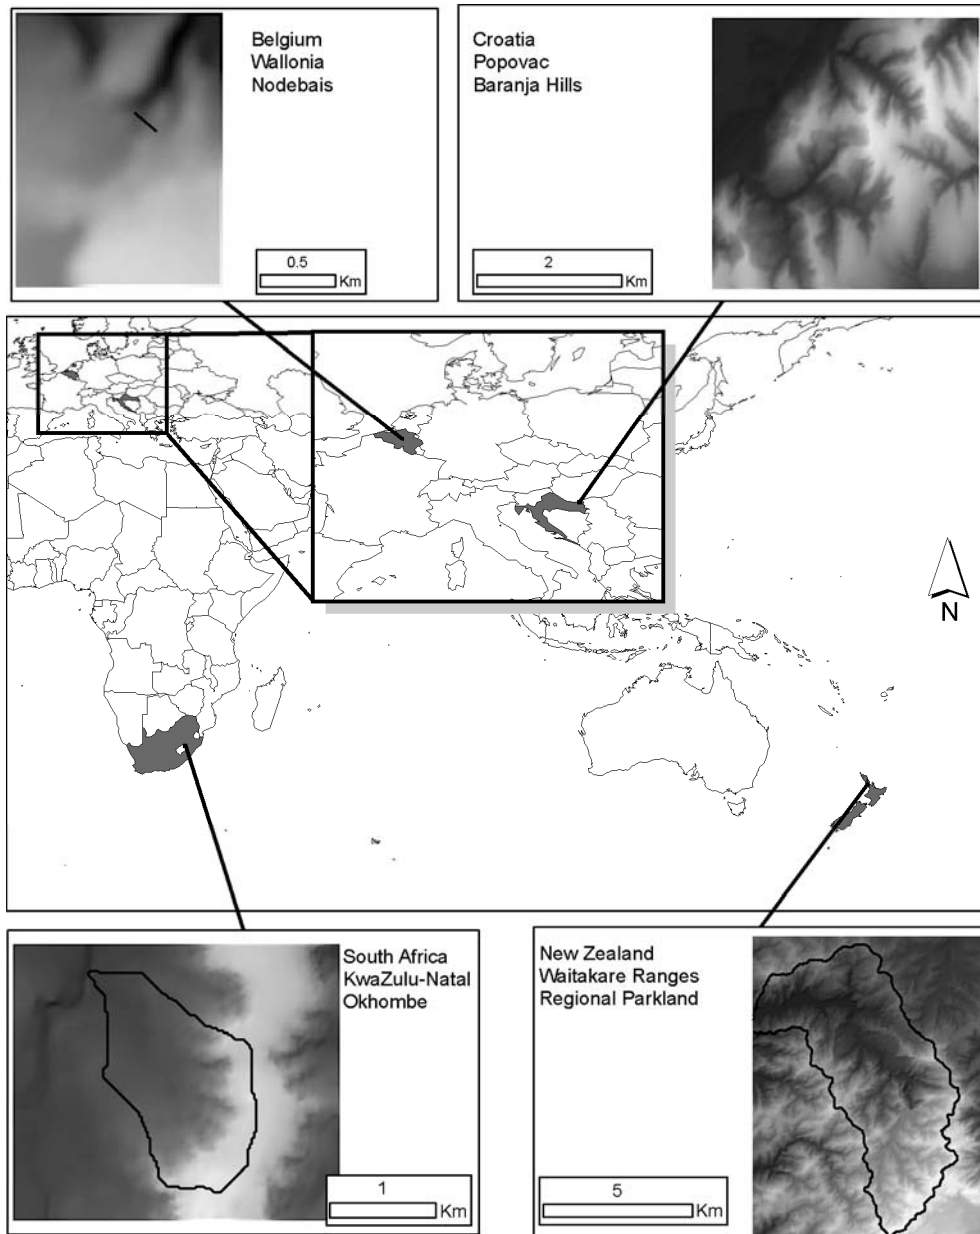 Belgium
Wallonia
Nodebais
0.5
Km
Croatia
Popovac
Baranja Hills
2
Km
N
South Africa
KwaZulu-Natal
Okhombe
1
Km
New Zealand
Waitakare Ranges
Regional Parkland
5
Km